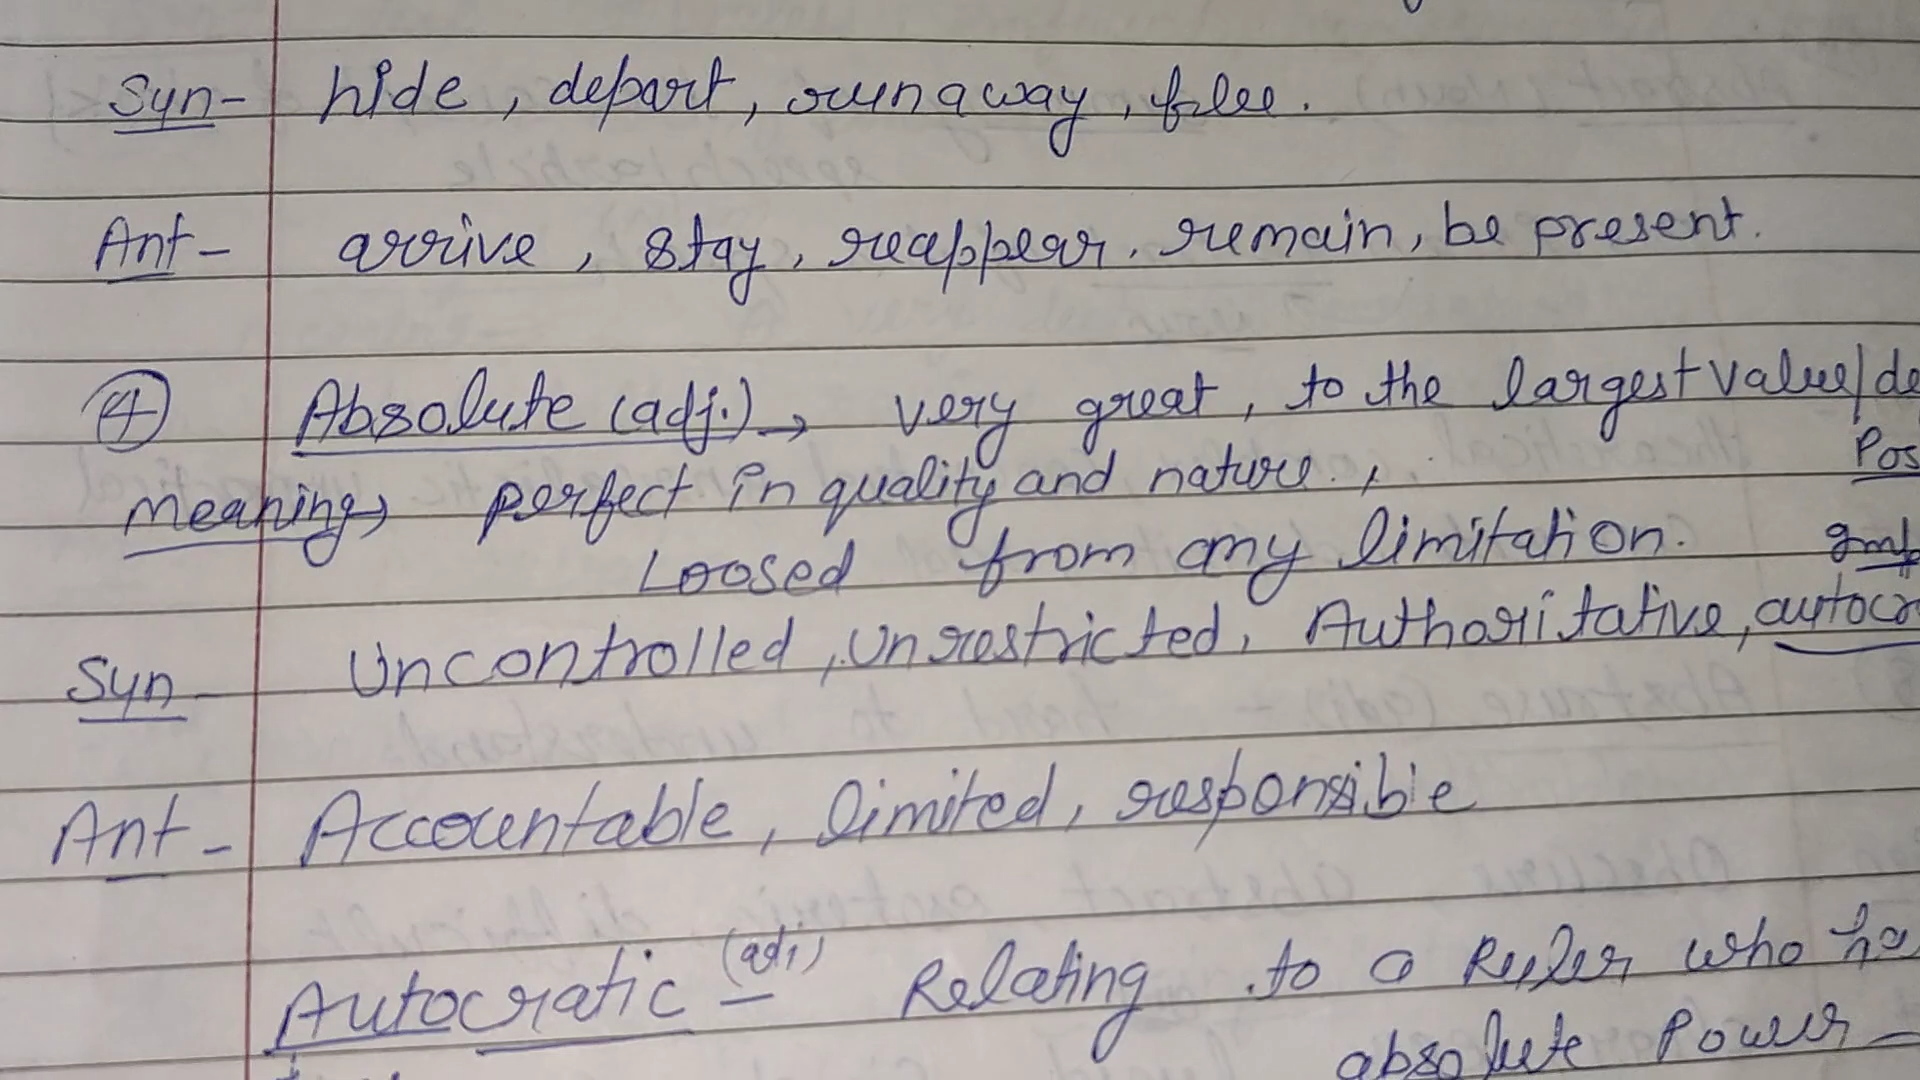 Syn- hide, depart, runaway, flee.
Ant- arrive, stay, reappear, remain, be present.
④ Absolute (adj.) → very great, to the largest value/de
Pos
Meaning → perfect in quality and nature.,
Loosed from any limitation.
Syn - Uncontrolled, Unrestricted, Authoritative, autocr
Ant - Accountable, limited, responsible
Autocratic (adj) - Relating to a Ruler who ha
absolute Power -